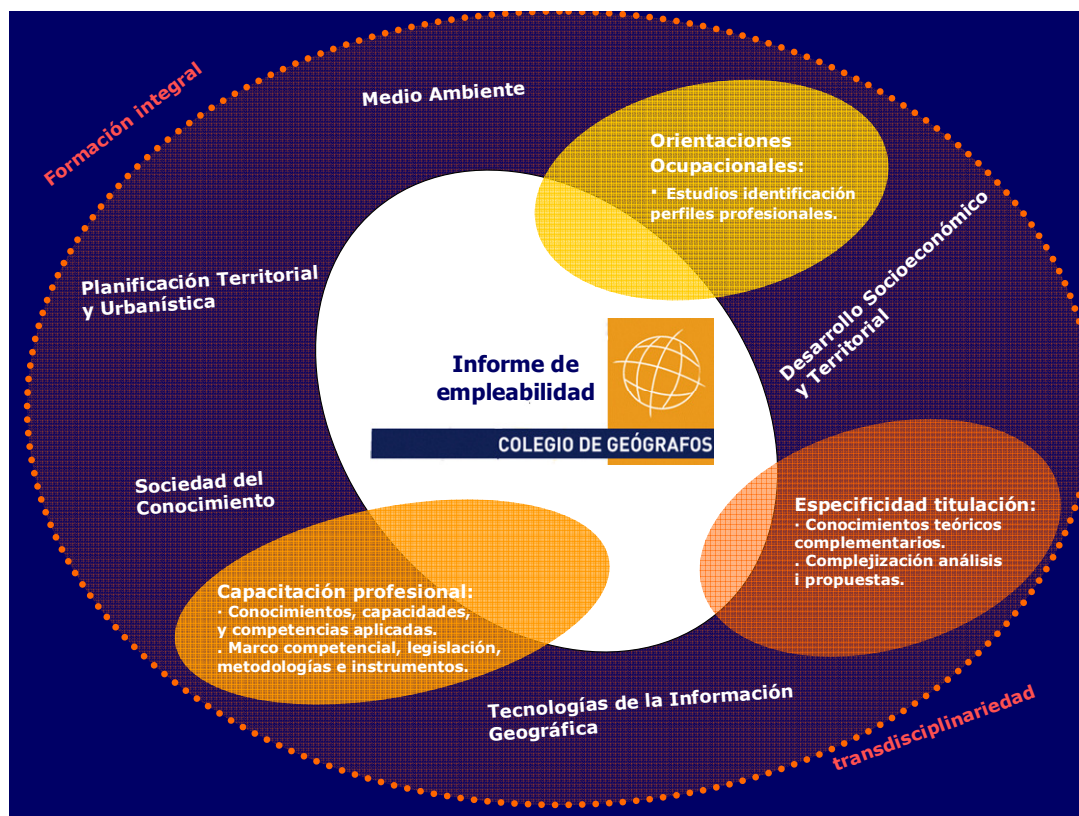 Formación integral
Medio Ambiente
Orientaciones
Ocupacionales:
· Estudios identificación
perfiles profesionales.
Planificación Territorial
y Urbanística
Desarrollo Socioeconómico
y Territorial
Informe de
empleabilidad
COLEGIO DE GEÓGRAFOS
Sociedad del
Conocimiento
Especificidad titulación:
· Conocimientos teóricos
complementarios.
. Complejización análisis
i propuestas.
Capacitación profesional:
· Conocimientos, capacidades,
y competencias aplicadas.
. Marco competencial, legislación,
metodologías e instrumentos.
Tecnologías de la Información
Geográfica
transdisciplinariedad